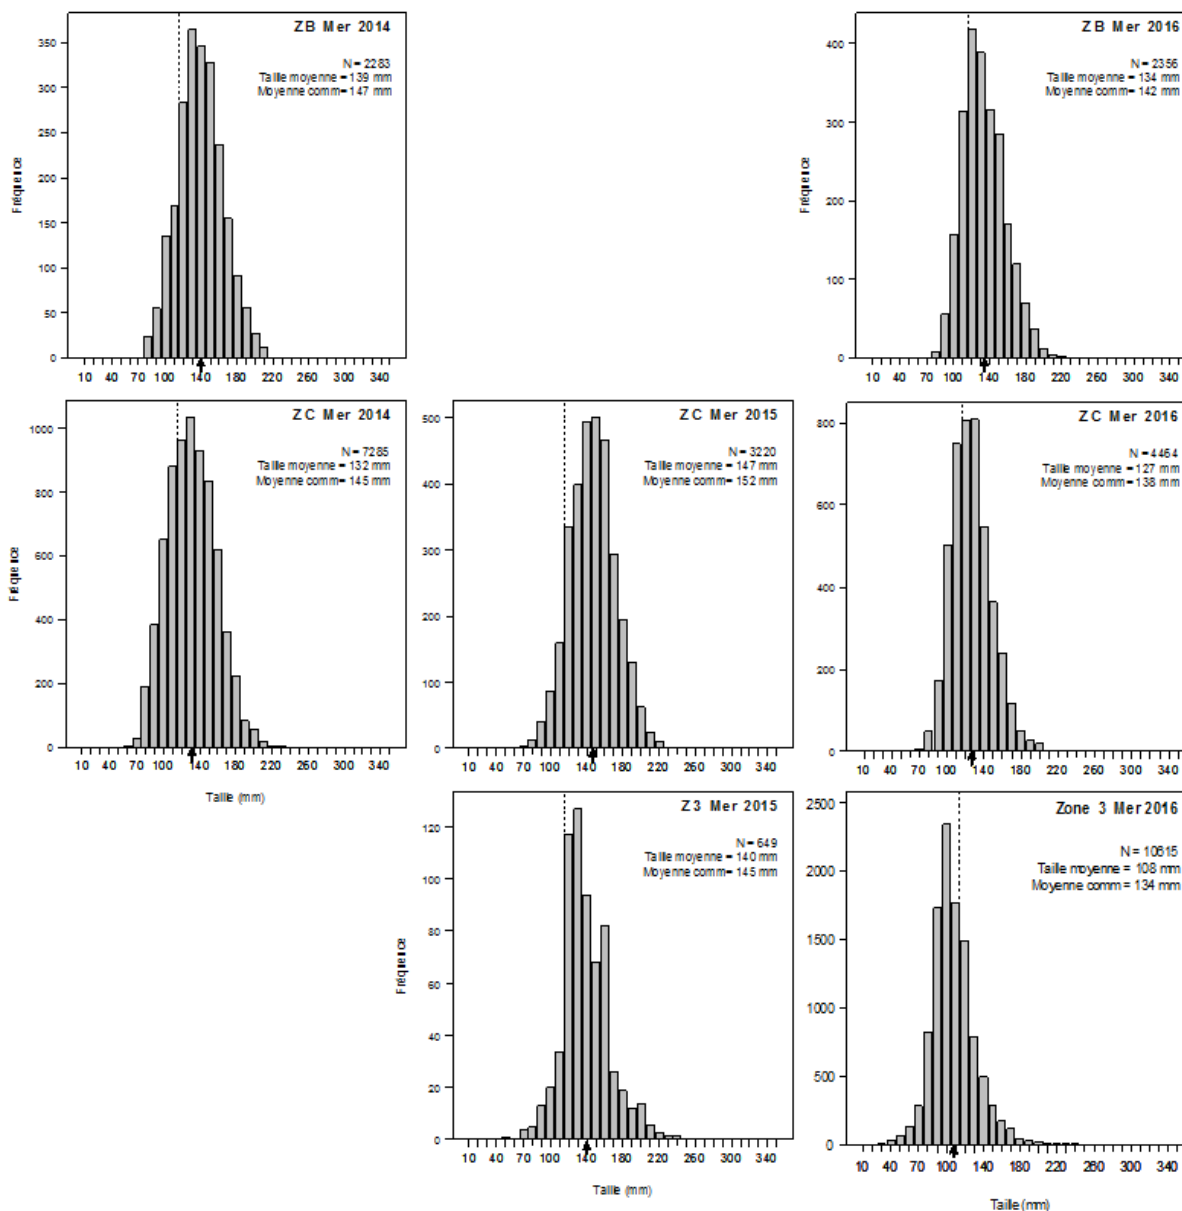 ZB Mer 2014
N = 2283
Taille moyenne = 139 mm
Moyenne comm= 147 mm
Fréquence
350
300
250
200
150
100
50
0
10 40 70 100 140 180 220 260 300 340
ZB Mer 2016
N = 2356
Taille moyenne = 134 mm
Moyenne comm= 142 mm
Fréquence
400
300
200
100
0
10 40 70 100 140 180 220 260 300 340
ZC Mer 2014
N = 7285
Taille moyenne = 132 mm
Moyenne comm= 145 mm
Fréquence
1000
800
600
400
200
0
10 40 70 100 140 180 220 260 300 340
Taille (mm)
ZC Mer 2015
N = 3220
Taille moyenne = 147 mm
Moyenne comm= 152 mm
500
400
300
200
100
0
10 40 70 100 140 180 220 260 300 340
ZC Mer 2016
N = 4464
Taille moyenne = 127 mm
Moyenne comm= 138 mm
800
600
400
200
0
10 40 70 100 140 180 220 260 300 340
Z3 Mer 2015
N = 649
Taille moyenne = 140 mm
Moyenne comm= 145 mm
Fréquence
120
100
80
60
40
20
0
10 40 70 100 140 180 220 260 300 340
Taille (mm)
Zone 3 Mer 2016
N = 10615
Taille moyenne = 108 mm
Moyenne comm = 134 mm
2500
2000
1500
1000
500
0
10 40 70 100 140 180 220 260 300 340
Taille (mm)